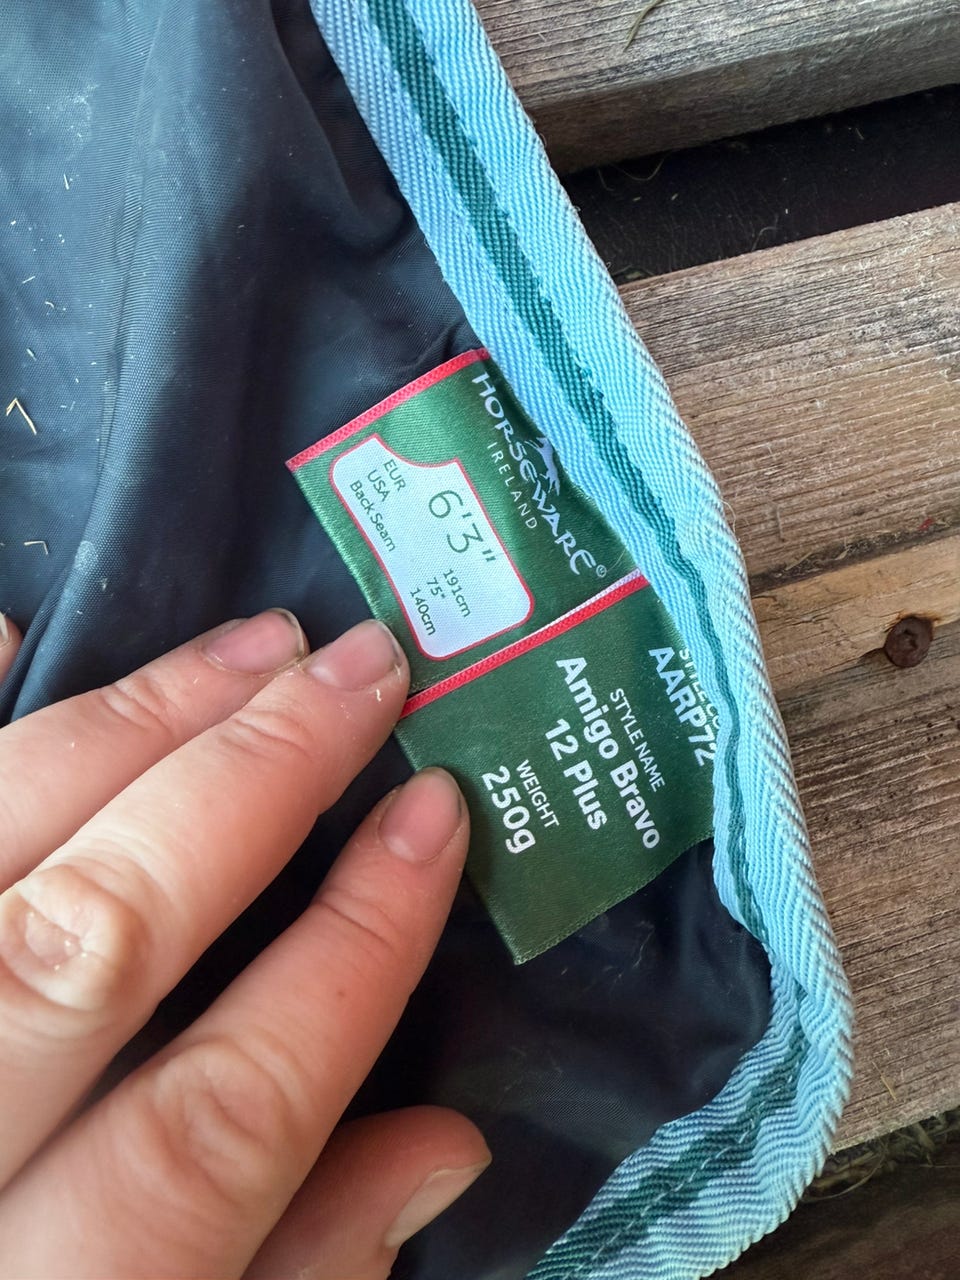 HORSEWARE®
IRELAND
6'3"
EUR 191cm
USA 75"
Back Seam 140cm
AARP72
STYLE NAME
Amigo Bravo
12 Plus
WEIGHT
250g